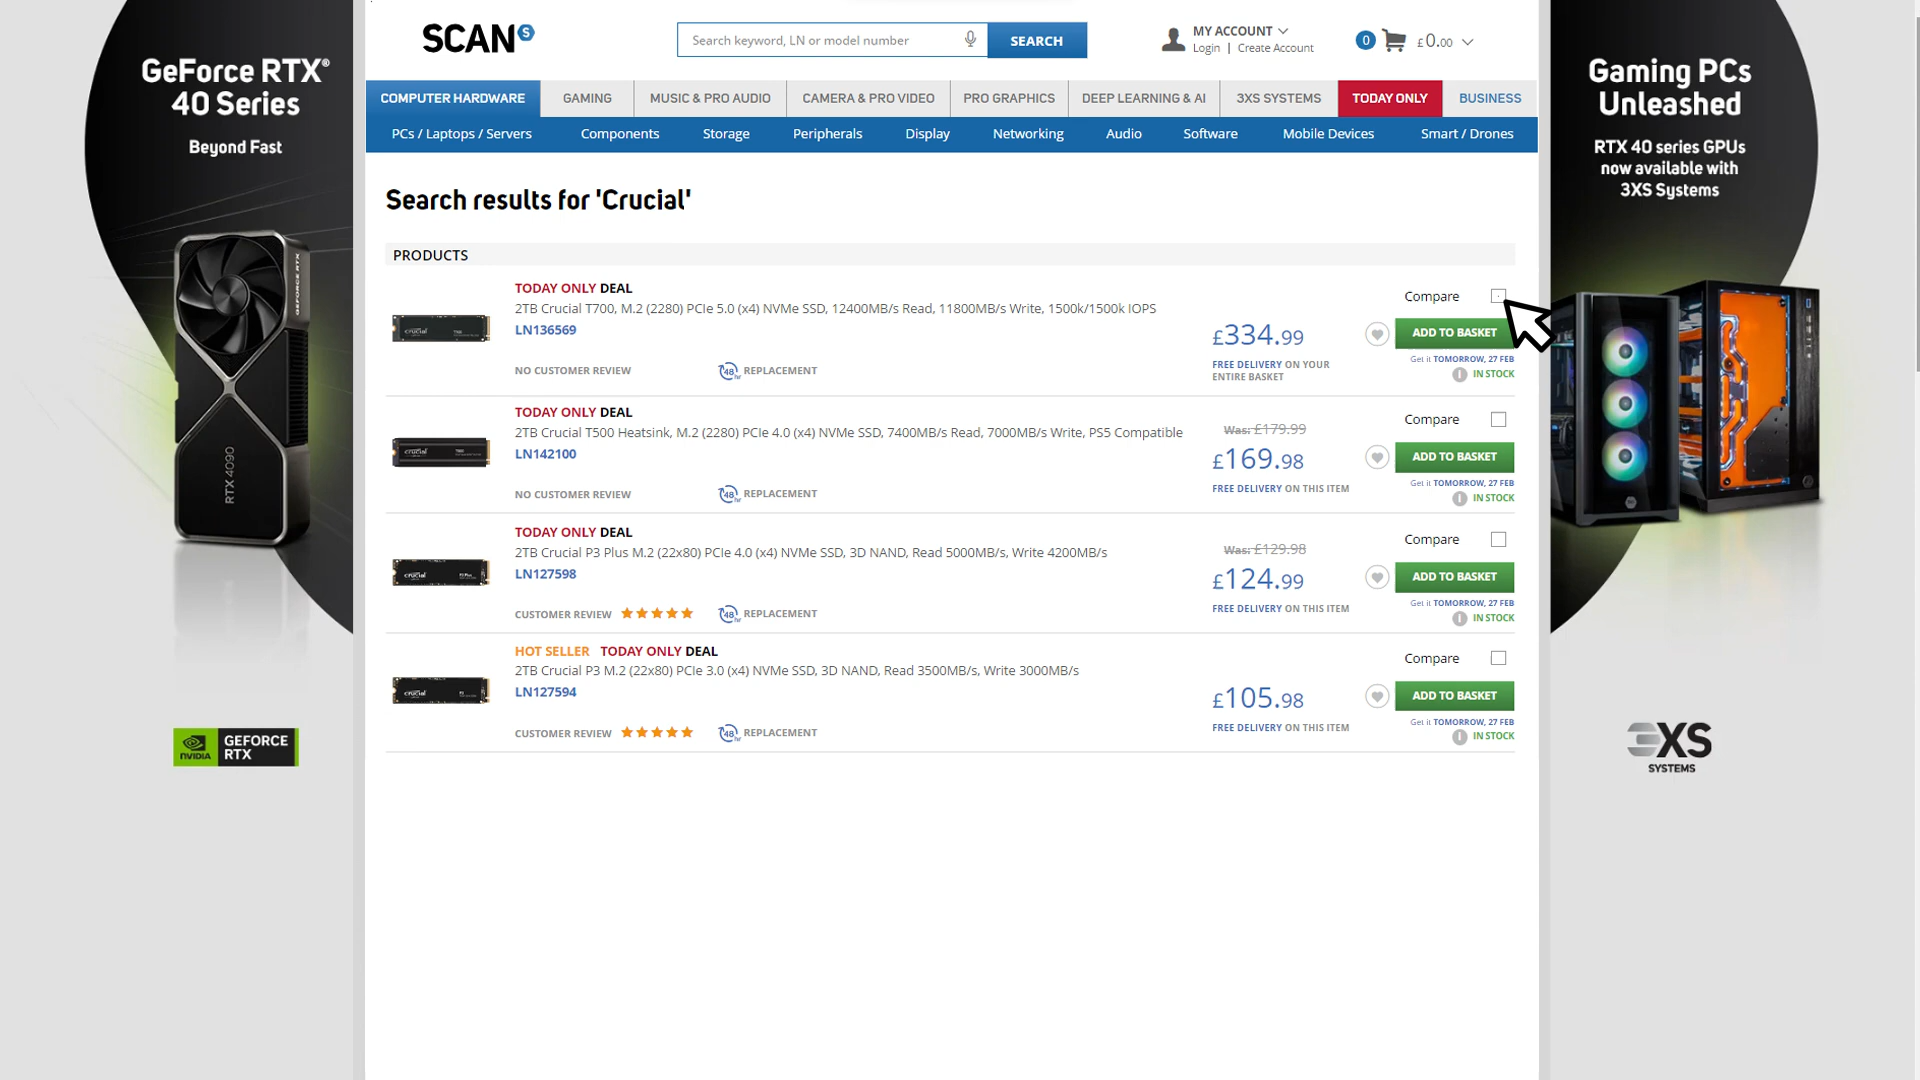 GeForce RTX®
40 Series
Beyond Fast
GEFORCE RTX
RTX 4090
NVIDIA
GEFORCE
RTX
SCAN S
Search keyword, LN or model number
SEARCH
MY ACCOUNT
Login | Create Account
0
£0.00
COMPUTER HARDWARE GAMING MUSIC & PRO AUDIO CAMERA & PRO VIDEO PRO GRAPHICS DEEP LEARNING & AI 3XS SYSTEMS TODAY ONLY BUSINESS
PCs / Laptops / Servers Components Storage Peripherals Display Networking Audio Software Mobile Devices Smart / Drones
Search results for 'Crucial'
PRODUCTS
crucial
TODAY ONLY DEAL
2TB Crucial T700, M.2 (2280) PCIe 5.0 (x4) NVMe SSD, 12400MB/s Read, 11800MB/s Write, 1500k/1500k IOPS
LN136569
NO CUSTOMER REVIEW
48hr REPLACEMENT
£334.99
FREE DELIVERY ON YOUR
ENTIRE BASKET
Compare
ADD TO BASKET
Get it TOMORROW, 27 FEB
i IN STOCK
crucial
TODAY ONLY DEAL
2TB Crucial T500 Heatsink, M.2 (2280) PCIe 4.0 (x4) NVMe SSD, 7400MB/s Read, 7000MB/s Write, PS5 Compatible
LN142100
NO CUSTOMER REVIEW
48hr REPLACEMENT
Was: £179.99
£169.98
FREE DELIVERY ON THIS ITEM
Compare
ADD TO BASKET
Get it TOMORROW, 27 FEB
i IN STOCK
crucial P3 Plus
TODAY ONLY DEAL
2TB Crucial P3 Plus M.2 (22x80) PCIe 4.0 (x4) NVMe SSD, 3D NAND, Read 5000MB/s, Write 4200MB/s
LN127598
CUSTOMER REVIEW
48hr REPLACEMENT
Was: £129.98
£124.99
FREE DELIVERY ON THIS ITEM
Compare
ADD TO BASKET
Get it TOMORROW, 27 FEB
i IN STOCK
crucial P3
HOT SELLER TODAY ONLY DEAL
2TB Crucial P3 M.2 (22x80) PCIe 3.0 (x4) NVMe SSD, 3D NAND, Read 3500MB/s, Write 3000MB/s
LN127594
CUSTOMER REVIEW
48hr REPLACEMENT
£105.98
FREE DELIVERY ON THIS ITEM
Compare
ADD TO BASKET
Get it TOMORROW, 27 FEB
i IN STOCK
Gaming PCs
Unleashed
RTX 40 series GPUs
now available with
3XS Systems
3XS
SYSTEMS